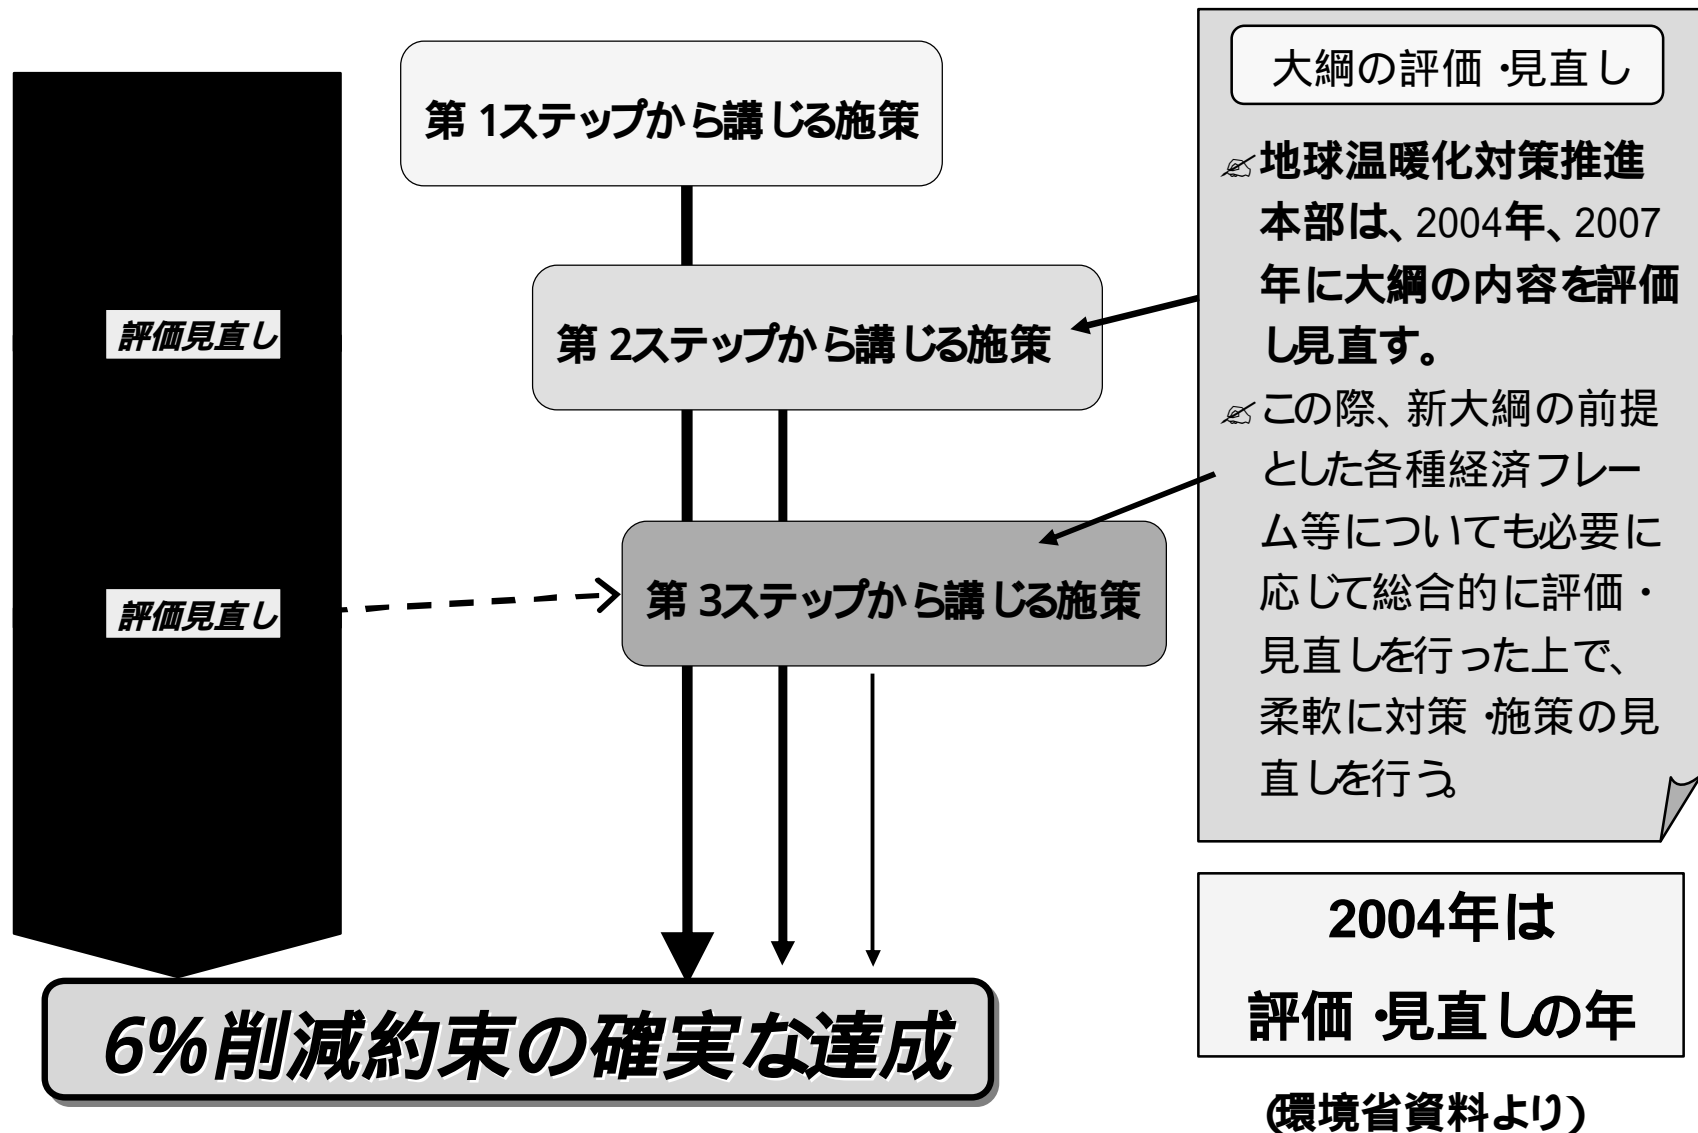 第1ステップから講じる施策
評価見直し
第2ステップから講じる施策
評価見直し
第3ステップから講じる施策
6%削減約束の確実な達成
大綱の評価・見直し
地球温暖化対策推進
本部は、2004年、2007
年に大綱の内容を評価
し見直す。
この際、新大綱の前提
とした各種経済フレー
ム等についても必要に
応じて総合的に評価・
見直しを行った上で、
柔軟に対策・施策の見
直しを行う。
2004年は
評価・見直しの年
(環境省資料より)